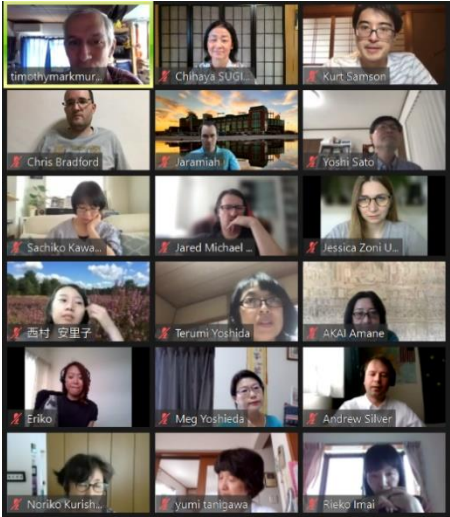 timothymarkmur...
Chihaya SUGI...
Kurt Samson
Chris Bradford
Jaramiah
Yoshi Sato
Sachiko Kawa...
Jared Michael ...
Jessica Zoni U...
西村 安里子
Terumi Yoshida
AKAI Amane
Eriko
Meg Yoshieda
Andrew Silver
Noriko Kurish...
yumi tanigawa
Rieko Imai